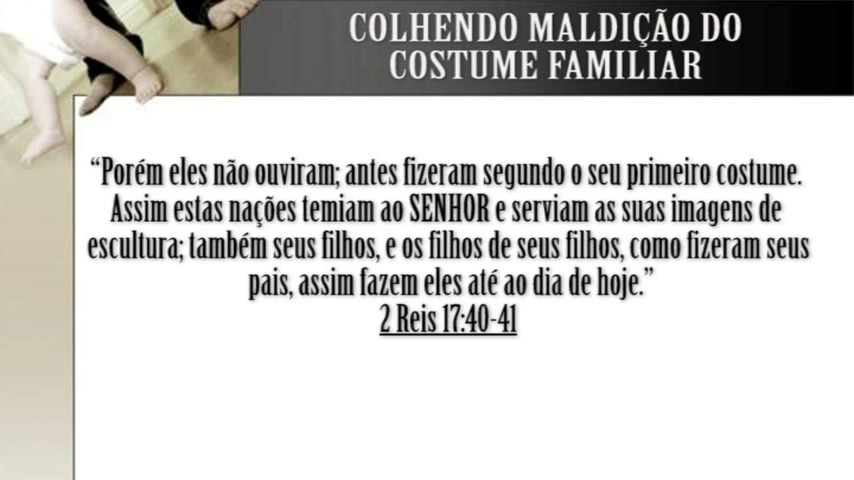 COLHENDO MALDIÇÃO DO
COSTUME FAMILIAR
“Porém eles não ouviram; antes fizeram segundo o seu primeiro costume.
Assim estas nações temiam ao SENHOR e serviam as suas imagens de
escultura; também seus filhos, e os filhos de seus filhos, como fizeram seus
pais, assim fazem eles até ao dia de hoje.”
2 Reis 17:40-41